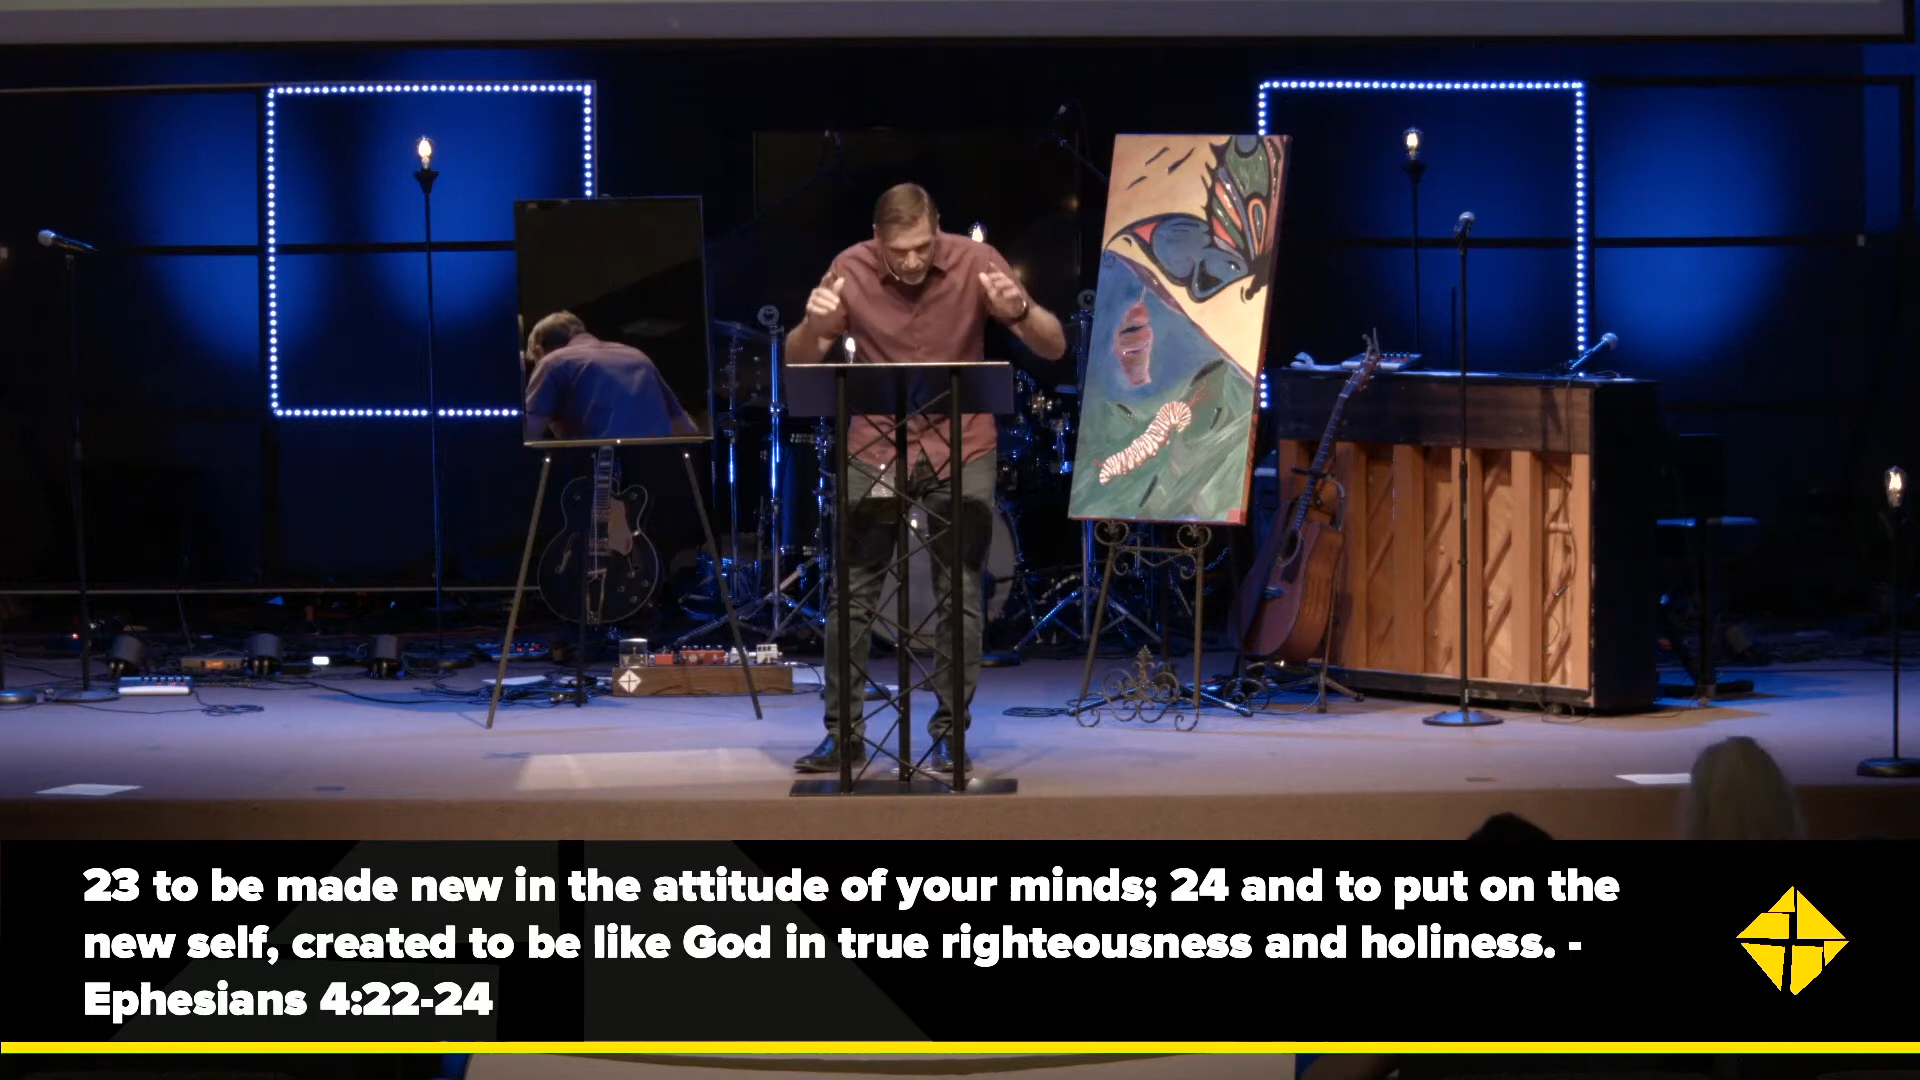 23 to be made new in the attitude of your minds; 24 and to put on the
new self, created to be like God in true righteousness and holiness. -
Ephesians 4:22-24